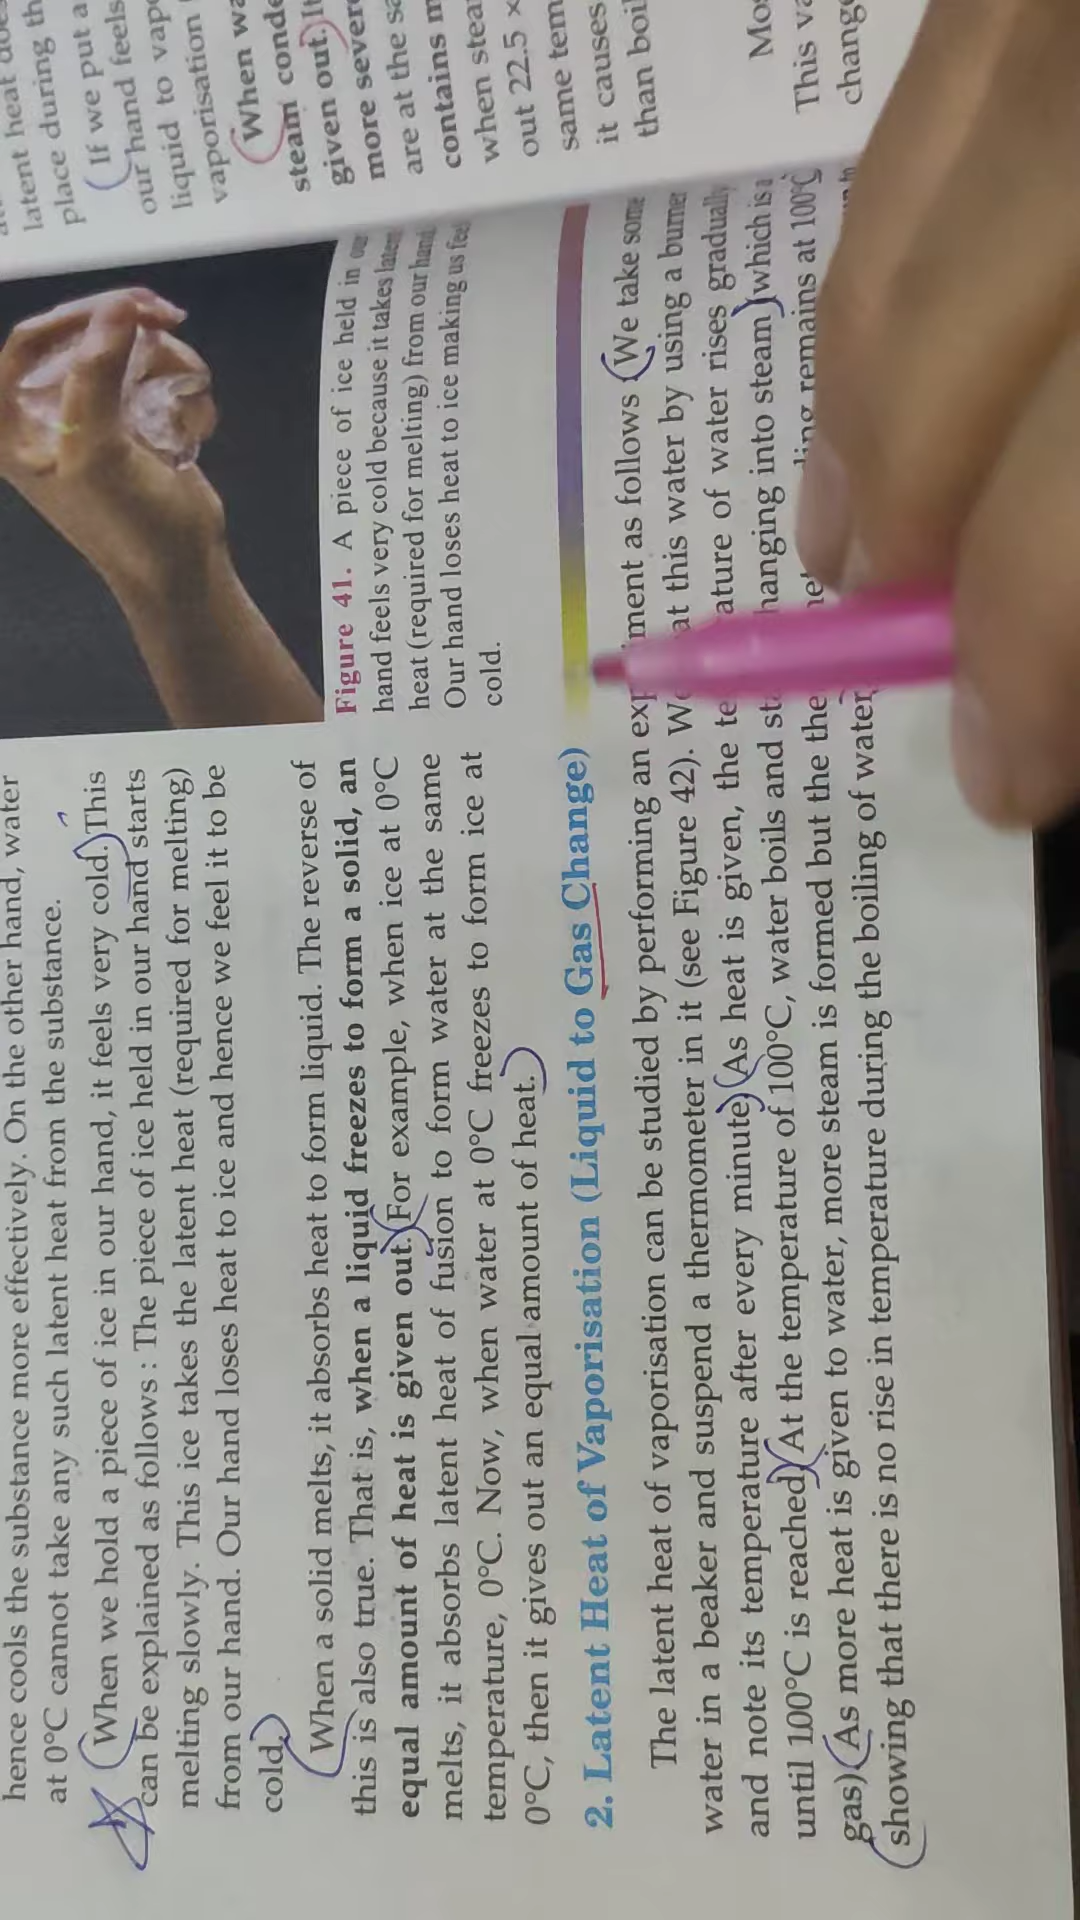 hence cools the substance more effectively. On the other hand, water
at 0°C cannot take any such latent heat from the substance.
When we hold a piece of ice in our hand, it feels very cold. This
can be explained as follows : The piece of ice held in our hand starts
melting slowly. This ice takes the latent heat (required for melting)
from our hand. Our hand loses heat to ice and hence we feel it to be
cold.
Figure 41. A piece of ice held in our
hand feels very cold because it takes latent
heat (required for melting) from our hand.
Our hand loses heat to ice making us feel
cold.
When a solid melts, it absorbs heat to form liquid. The reverse of
this is also true. That is, when a liquid freezes to form a solid, an
equal amount of heat is given out. For example, when ice at 0°C
melts, it absorbs latent heat of fusion to form water at the same
temperature, 0°C. Now, when water at 0°C freezes to form ice at
0°C, then it gives out an equal amount of heat.
2. Latent Heat of Vaporisation (Liquid to Gas Change)
The latent heat of vaporisation can be studied by performing an exp ment as follows : We take some
water in a beaker and suspend a thermometer in it (see Figure 42). We at this water by using a burner
and note its temperature after every minute. As heat is given, the te ature of water rises gradually
until 100°C is reached. At the temperature of 100°C, water boils and sta hanging into steam (which is a
gas). As more heat is given to water, more steam is formed but the the ding remains at 100°C
showing that there is no rise in temperature during the boiling of water,
latent heat
place during th
If we put a
our hand feels
liquid to vap
vaporisation
When wa
steam conde
given out. It
more severe
are at the sa
contains m
when stea
out 22.5 ×
same tem
it causes
than boil
Mo
This va
change